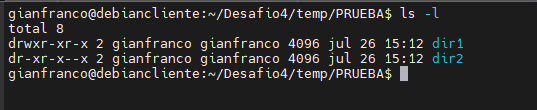 gianfranco@debiancliente:~/Desafio4/temp/PRUEBA$ ls -l
total 8
drwxr-xr-x 2 gianfranco gianfranco 4096 jul 26 15:12 dir1
dr-xr-x--x 2 gianfranco gianfranco 4096 jul 26 15:12 dir2
gianfranco@debiancliente:~/Desafio4/temp/PRUEBA$